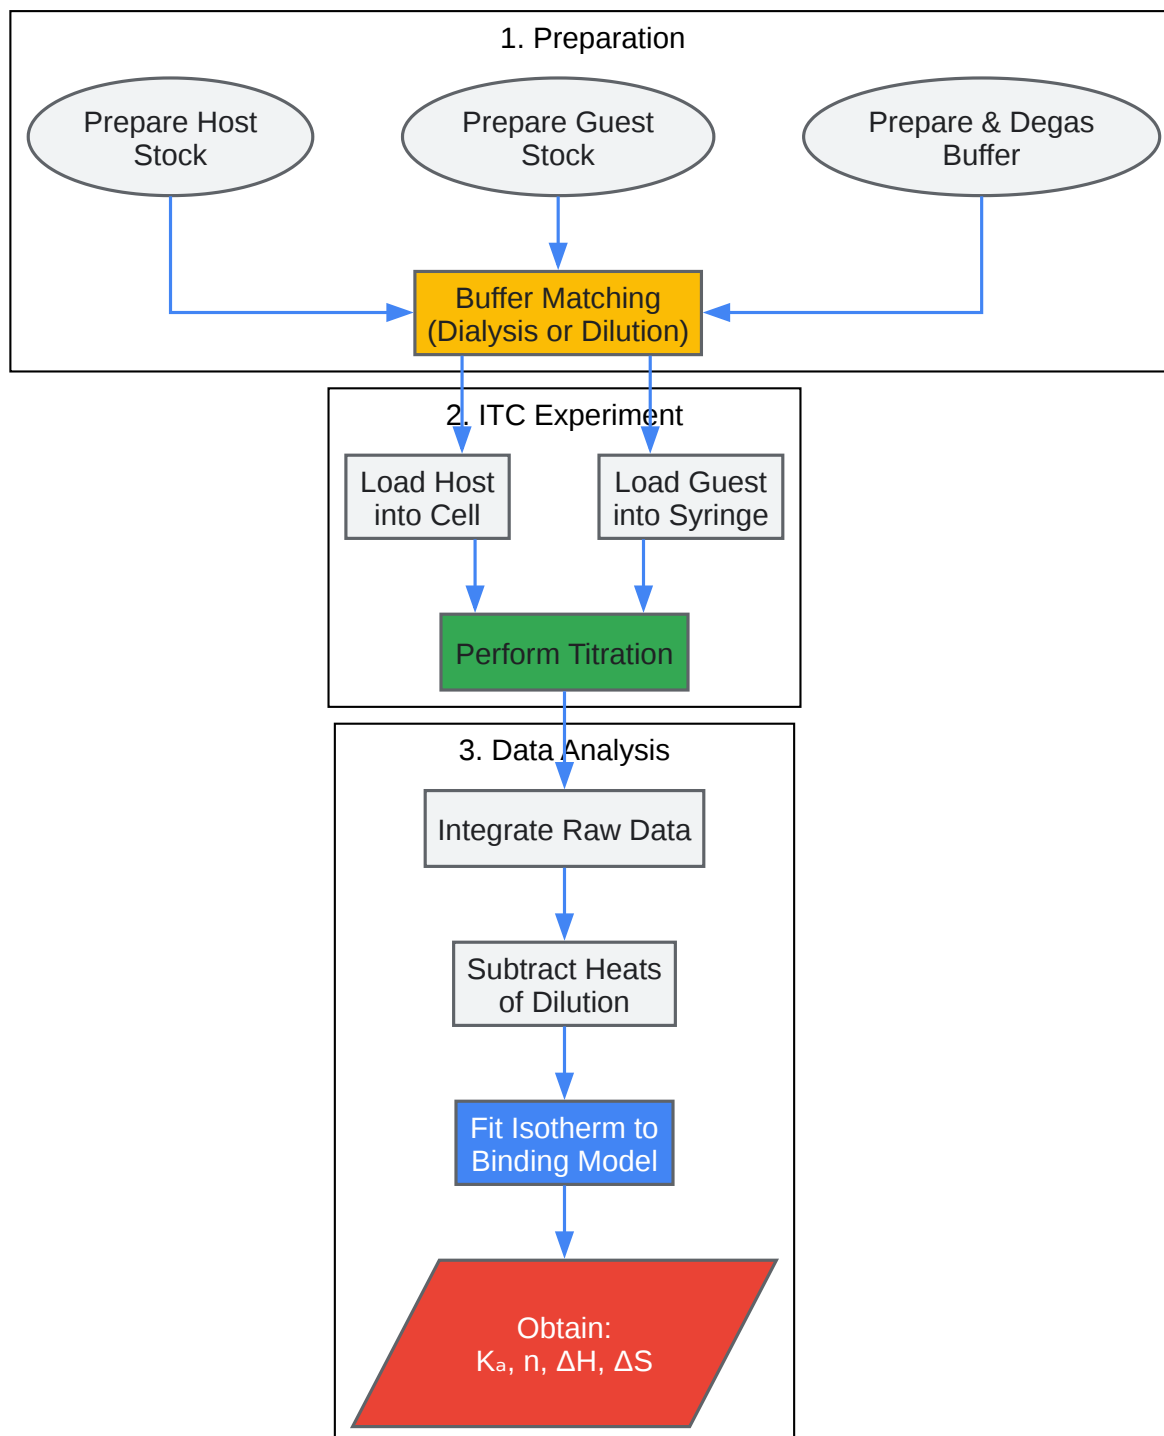 1. Preparation
Prepare Host
Stock
Prepare Guest
Stock
Prepare & Degas
Buffer
Buffer Matching
(Dialysis or Dilution)
2. ITC Experiment
Load Host
into Cell
Load Guest
into Syringe
Perform Titration
3. Data Analysis
Integrate Raw Data
Subtract Heats
of Dilution
Fit Isotherm to
Binding Model
Obtain:
Kₐ, n, ΔH, ΔS